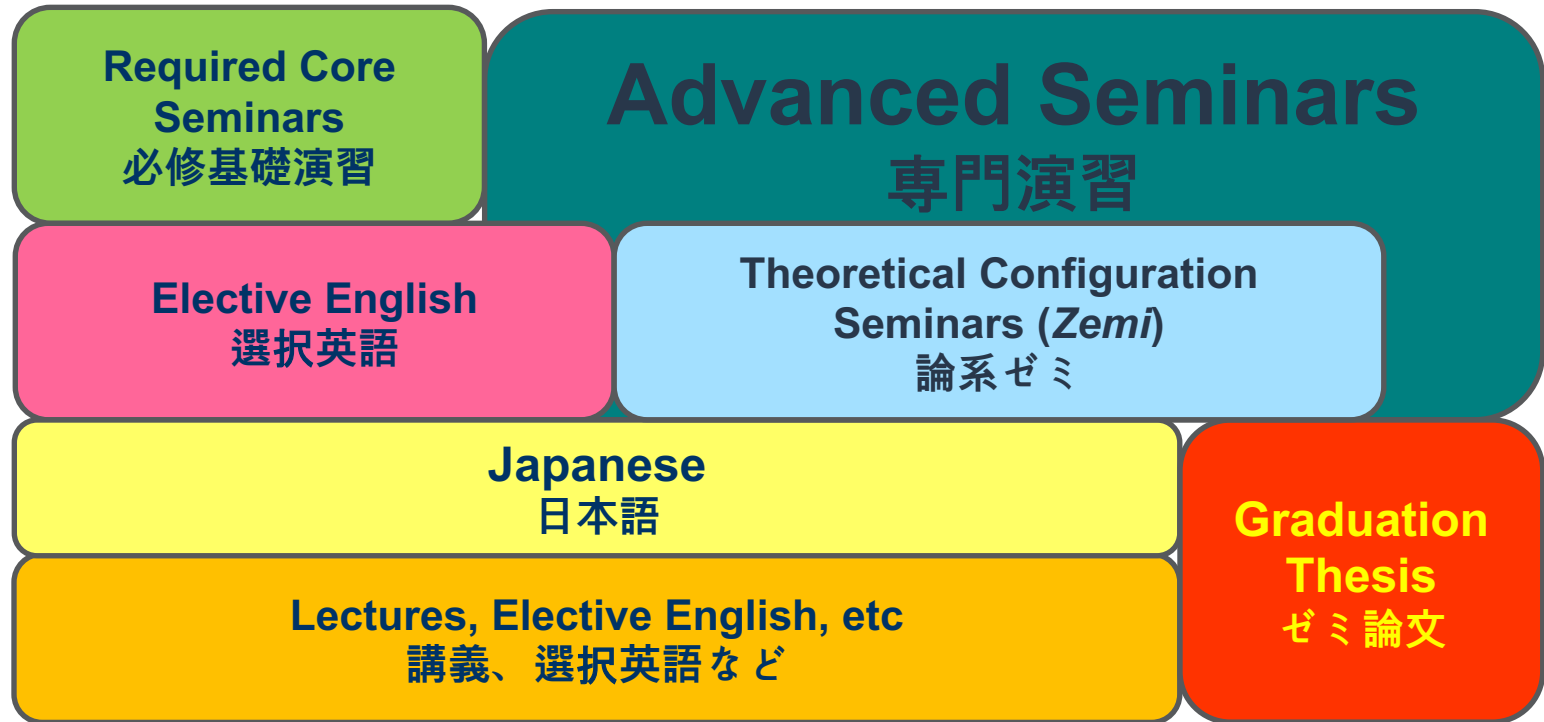 Required Core
Seminars
必修基礎演習
Advanced Seminars
専門演習
Elective English
選択英語
Theoretical Configuration
Seminars (Zemi)
論系ゼミ
Japanese
日本語
Graduation
Thesis
ゼミ論文
Lectures, Elective English, etc
講義、選択英語など